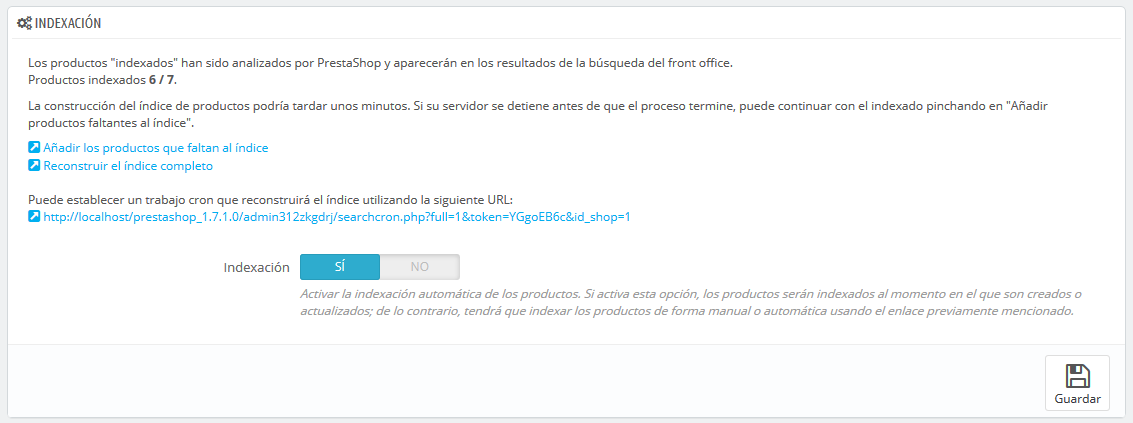 INDEXACIÓN
Los productos "indexados" han sido analizados por PrestaShop y aparecerán en los resultados de la búsqueda del front office.
Productos indexados 6 / 7.
La construcción del índice de productos podría tardar unos minutos. Si su servidor se detiene antes de que el proceso termine, puede continuar con el indexado pinchando en "Añadir
productos faltantes al índice".
Añadir los productos que faltan al índice
Reconstruir el índice completo
Puede establecer un trabajo cron que reconstruirá el índice utilizando la siguiente URL:
http://localhost/prestashop_1.7.1.0/admin312zkgdrj/searchcron.php?full=1&token=YGgoEB6c&id_shop=1
Indexación SÍ NO
Activar la indexación automática de los productos. Si activa esta opción, los productos serán indexados al momento en el que son creados o
actualizados; de lo contrario, tendrá que indexar los productos de forma manual o automática usando el enlace previamente mencionado.
Guardar